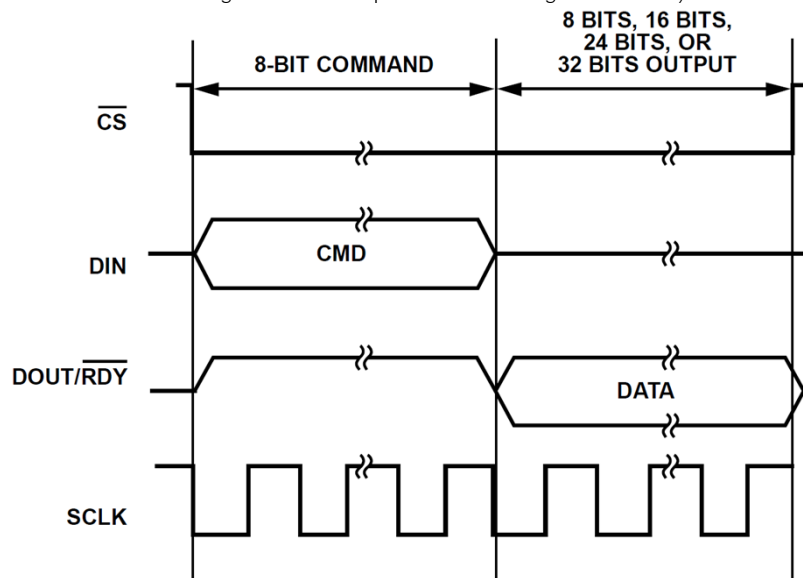 8 BITS, 16 BITS,
24 BITS, OR
32 BITS OUTPUT
8-BIT COMMAND
CS
DIN
CMD
DOUT/RDY
DATA
SCLK